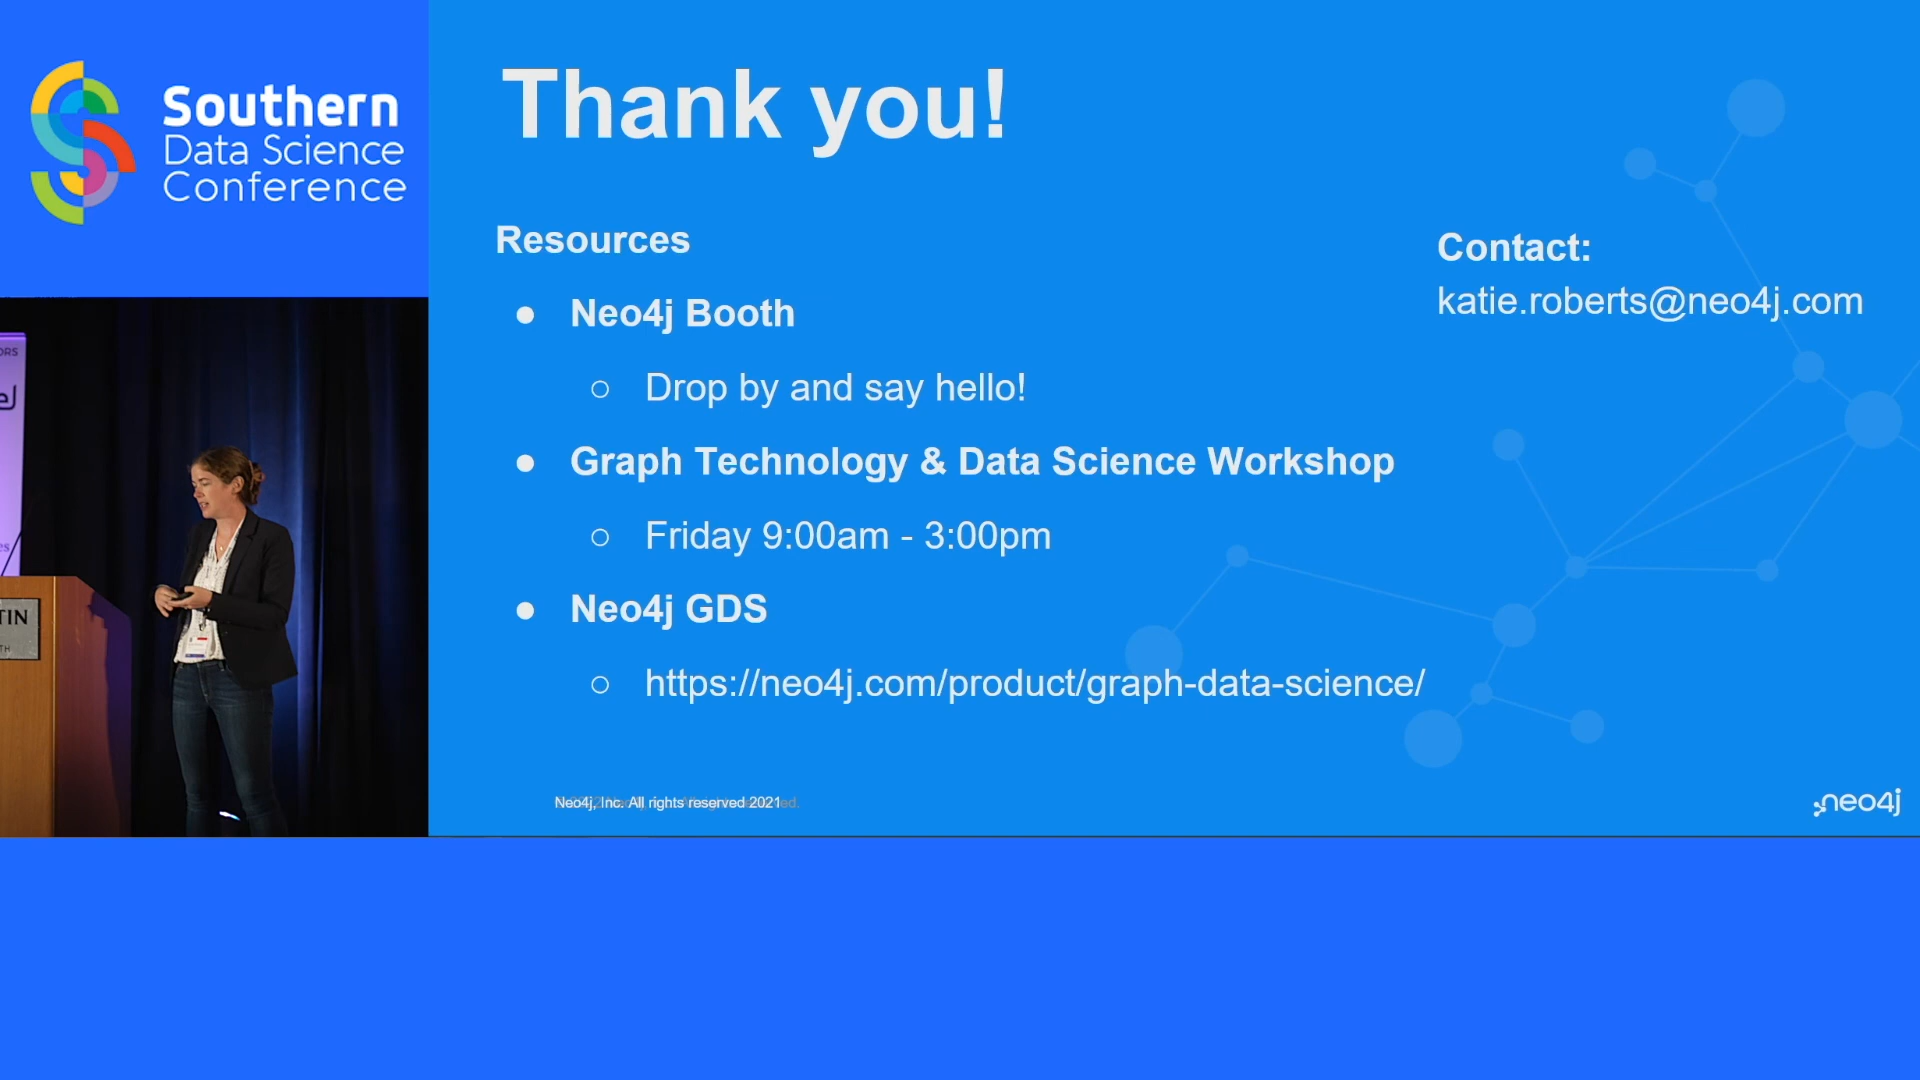 Southern
Data Science
Conference
Thank you!
Resources
● Neo4j Booth
○ Drop by and say hello!
● Graph Technology & Data Science Workshop
○ Friday 9:00am - 3:00pm
● Neo4j GDS
○ https://neo4j.com/product/graph-data-science/
Contact:
katie.roberts@neo4j.com
Neo4j, Inc. All rights reserved 2021
neo4j
ORS
TIN
TH